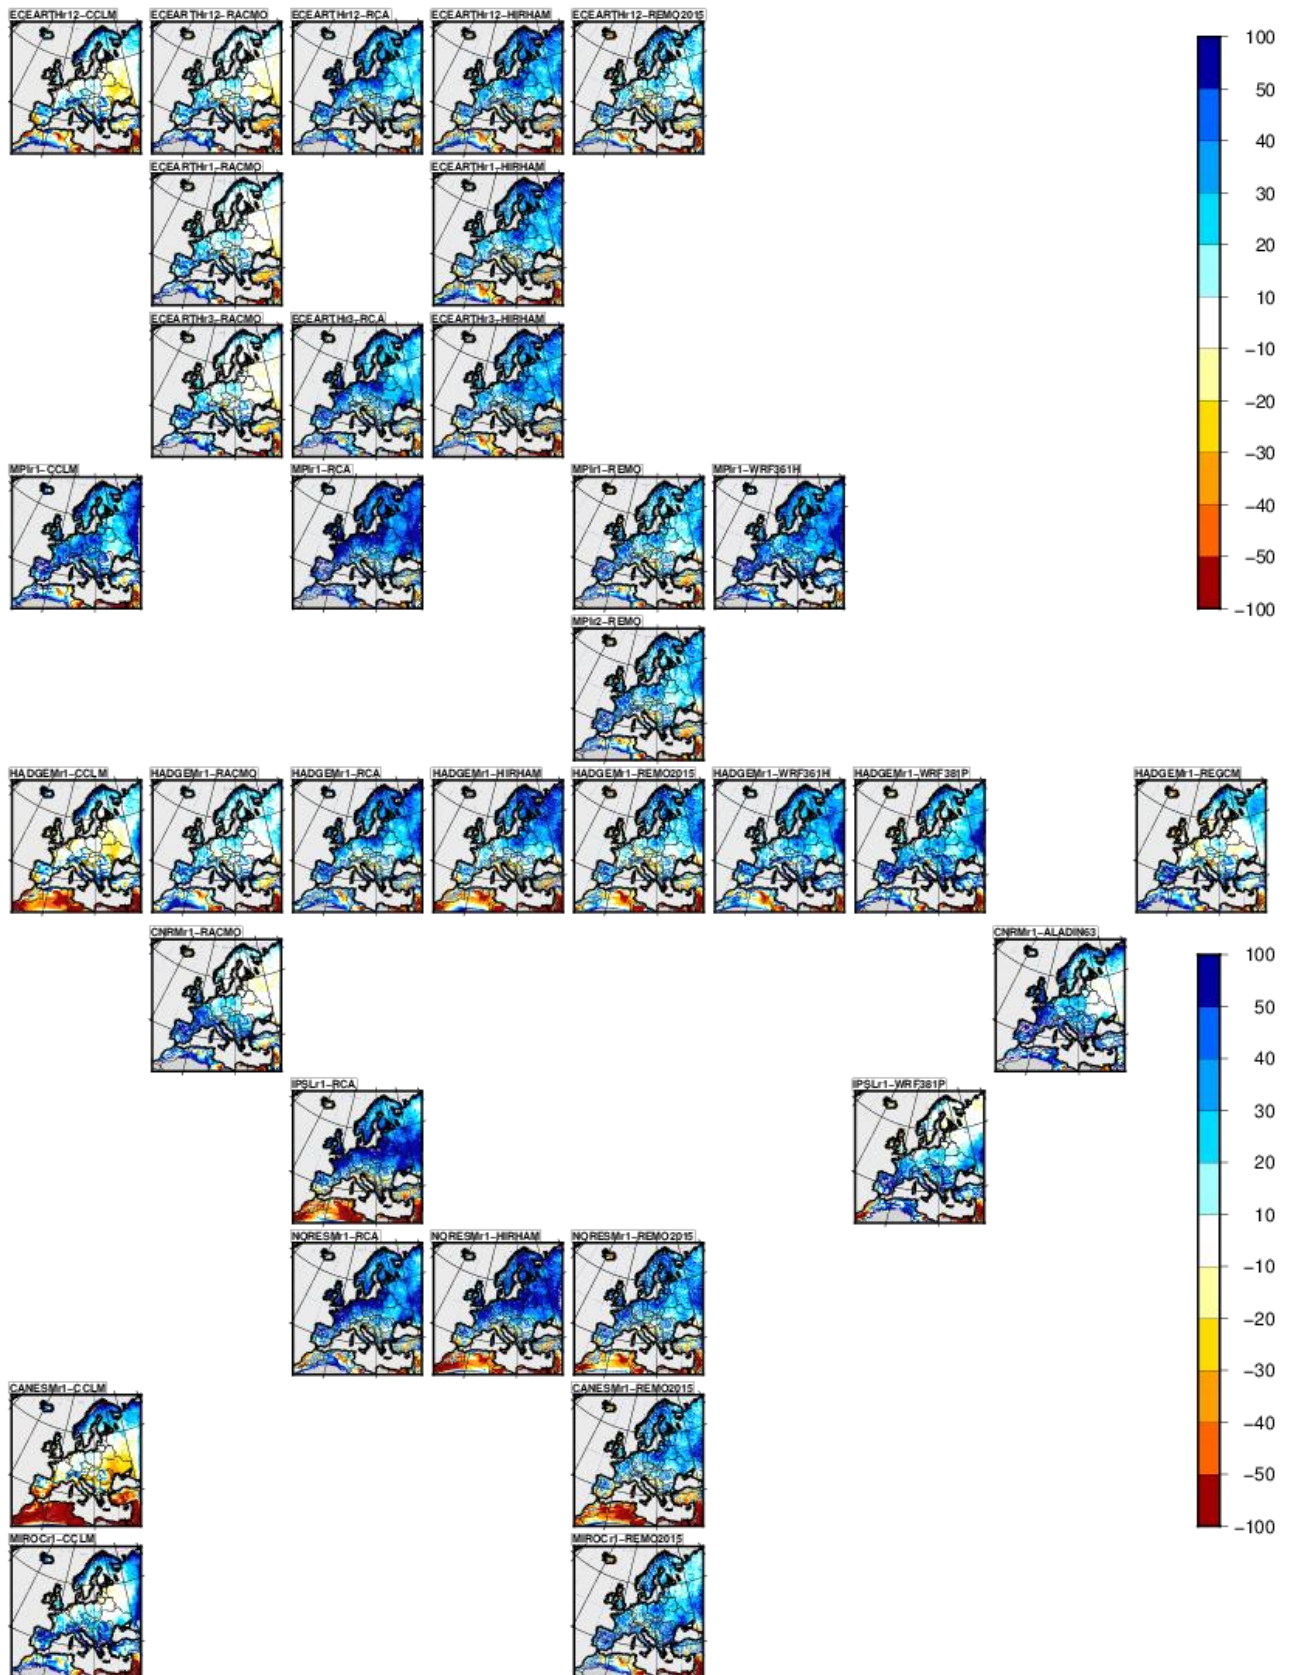 ECEARTHr12-CCLM ECEARTHr12-RACMO ECEARTHr12-RCA ECEARTHr12-HIRHAM ECEARTHr12-REMO2015
100
50
40
30
20
10
-10
-20
-30
-40
-50
-100
ECEARTHr1-RACMO ECEARTHr1-HIRHAM
ECEARTHr3-RACMO ECEARTHr3-RCA ECEARTHr3-HIRHAM
MPIr1-CCLM MPIr1-RCA MPIr1-REMO MPIr1-WRF361H
MPIr2-REMO
HADGEMr1-CCLM HADGEMr1-RACMO HADGEMr1-RCA HADGEMr1-HIRHAM HADGEMr1-REMO2015 HADGEMr1-WRF361H HADGEMr1-WRF381P HADGEMr1-REGCM
CNRMr1-RACMO CNRMr1-ALADIN63
100
50
40
30
20
10
-10
-20
-30
-40
-50
-100
IPSLr1-RCA IPSLr1-WRF381P
NORESMr1-RCA NORESMr1-HIRHAM NORESMr1-REMO2015
CANESMr1-CCLM CANESMr1-REMO2015
MIROCr1-CCLM MIROCr1-REMO2015